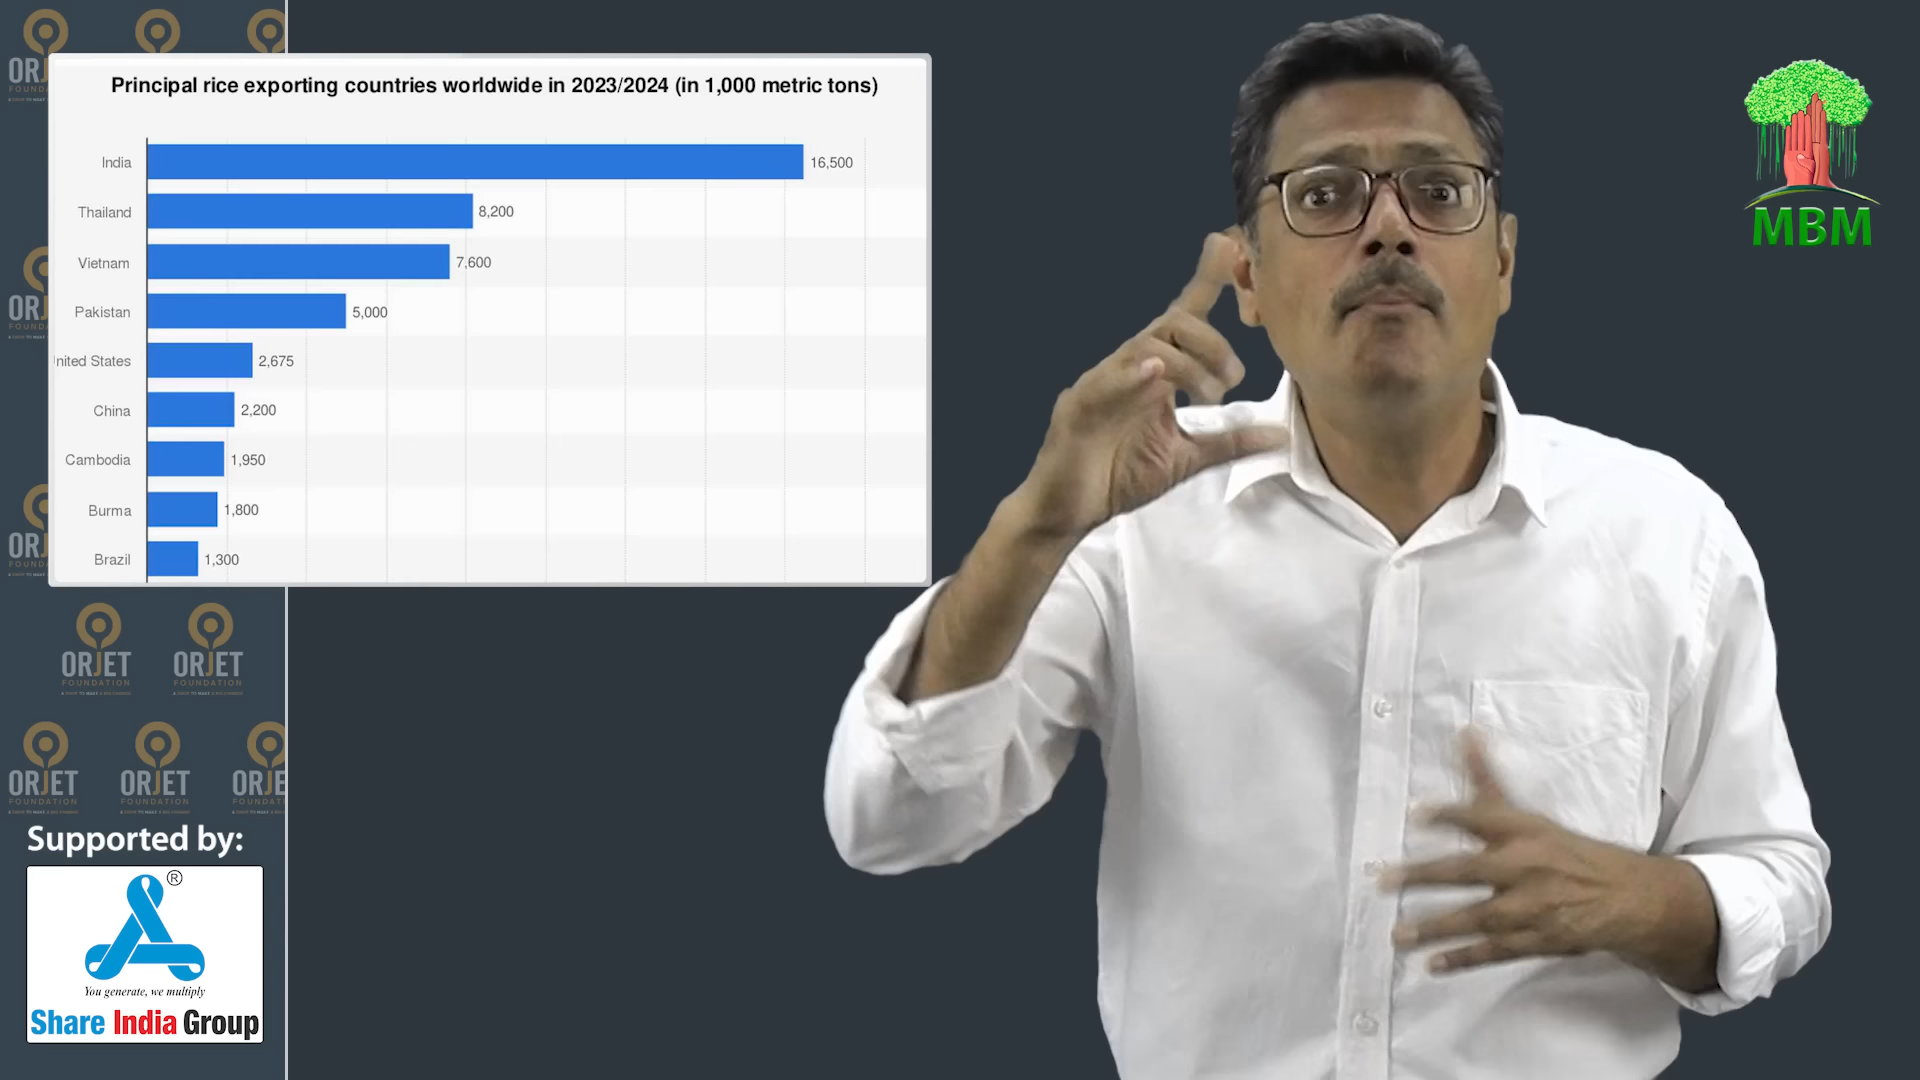 Principal rice exporting countries worldwide in 2023/2024 (in 1,000 metric tons)
India 16,500
Thailand 8,200
Vietnam 7,600
Pakistan 5,000
nited States 2,675
China 2,200
Cambodia 1,950
Burma 1,800
Brazil 1,300
MBM
ORJET ORJET
FOUNDATION FOUNDATION
ORJET ORJET ORJE
FOUNDATION FOUNDATION FOUNDAT
Supported by:
®
You generate, we multiply
Share India Group